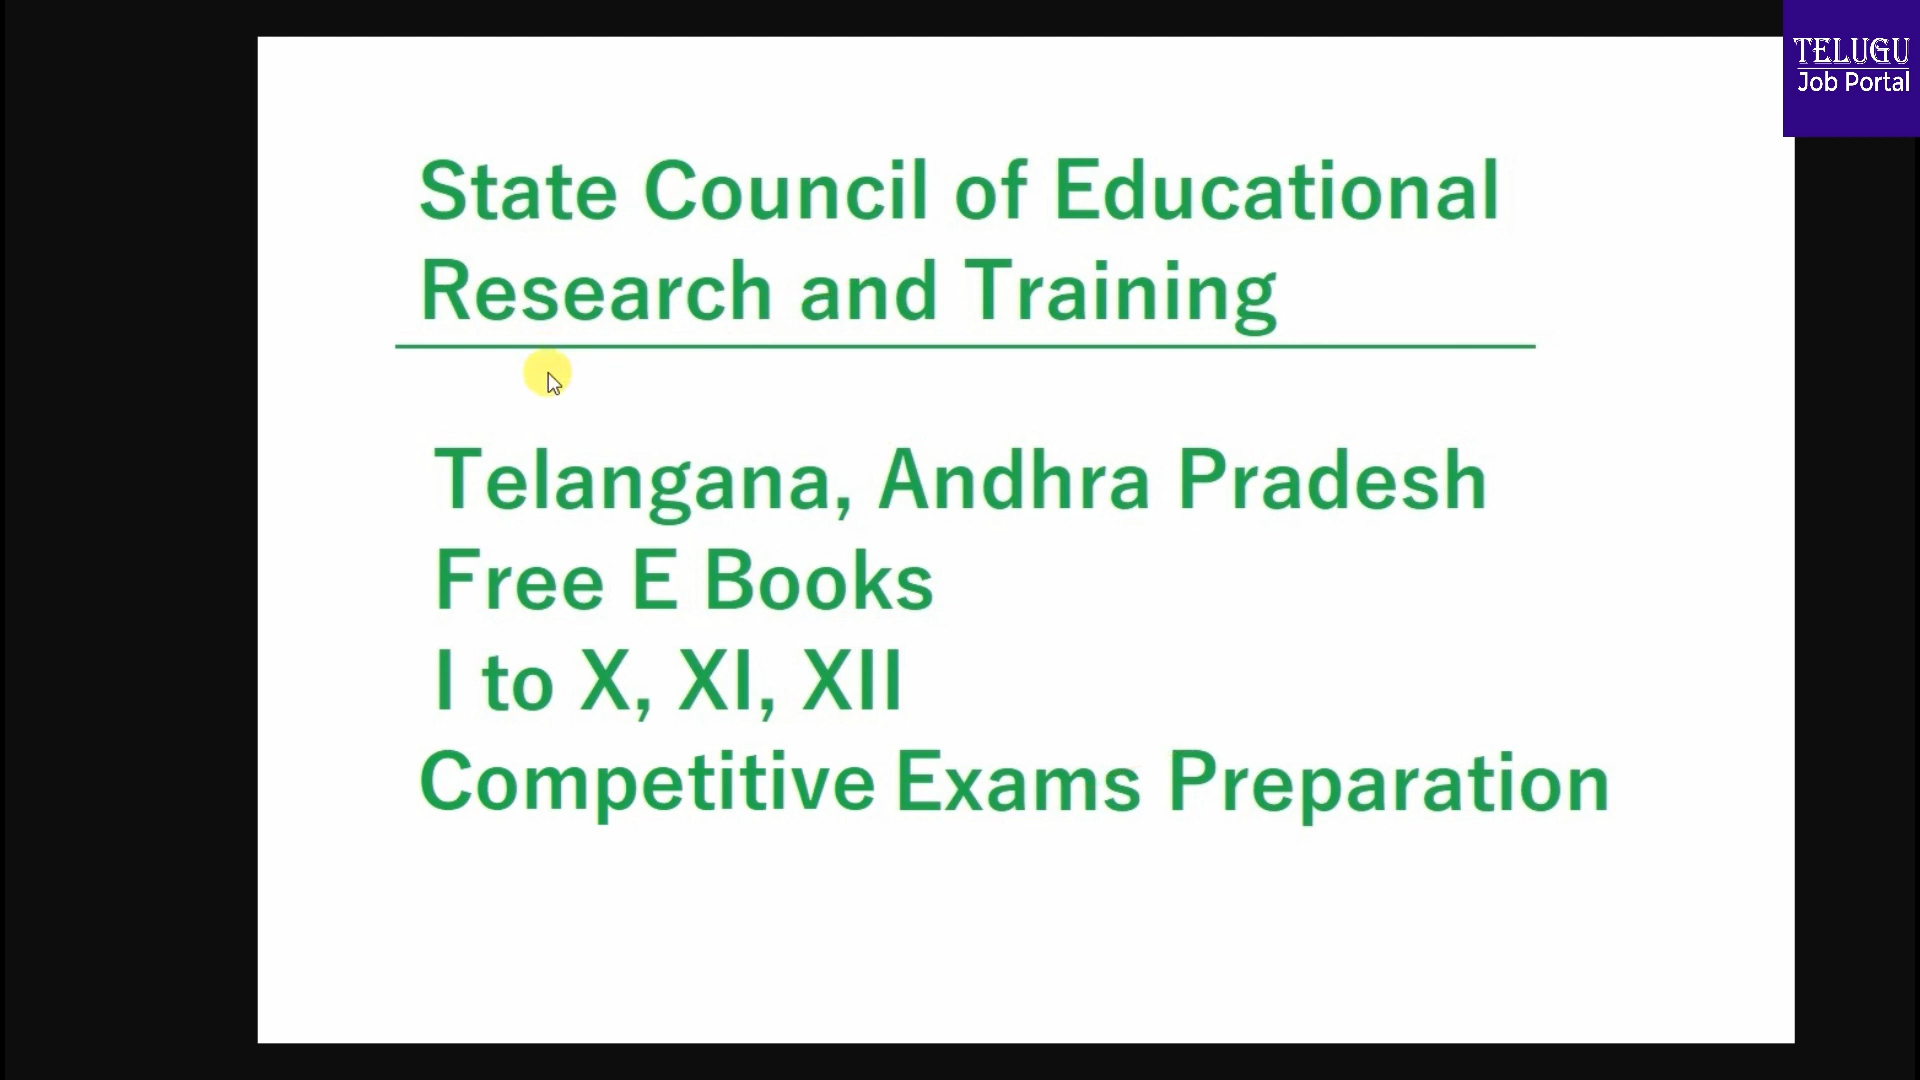 TELUGU
Job Portal
State Council of Educational
Research and Training
Telangana, Andhra Pradesh
Free E Books
I to X, XI, XII
Competitive Exams Preparation